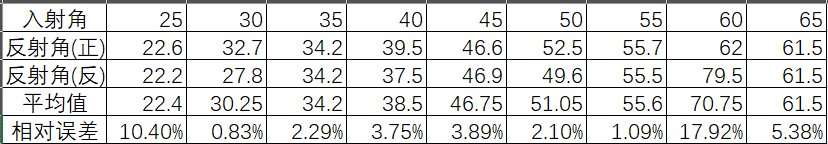 入射角 25 30 35 40 45 50 55 60 65
反射角(正) 22.6 32.7 34.2 39.5 46.6 52.5 55.7 62 61.5
反射角(反) 22.2 27.8 34.2 37.5 46.9 49.6 55.5 79.5 61.5
平均值 22.4 30.25 34.2 38.5 46.75 51.05 55.6 70.75 61.5
相对误差 10.40% 0.83% 2.29% 3.75% 3.89% 2.10% 1.09% 17.92% 5.38%